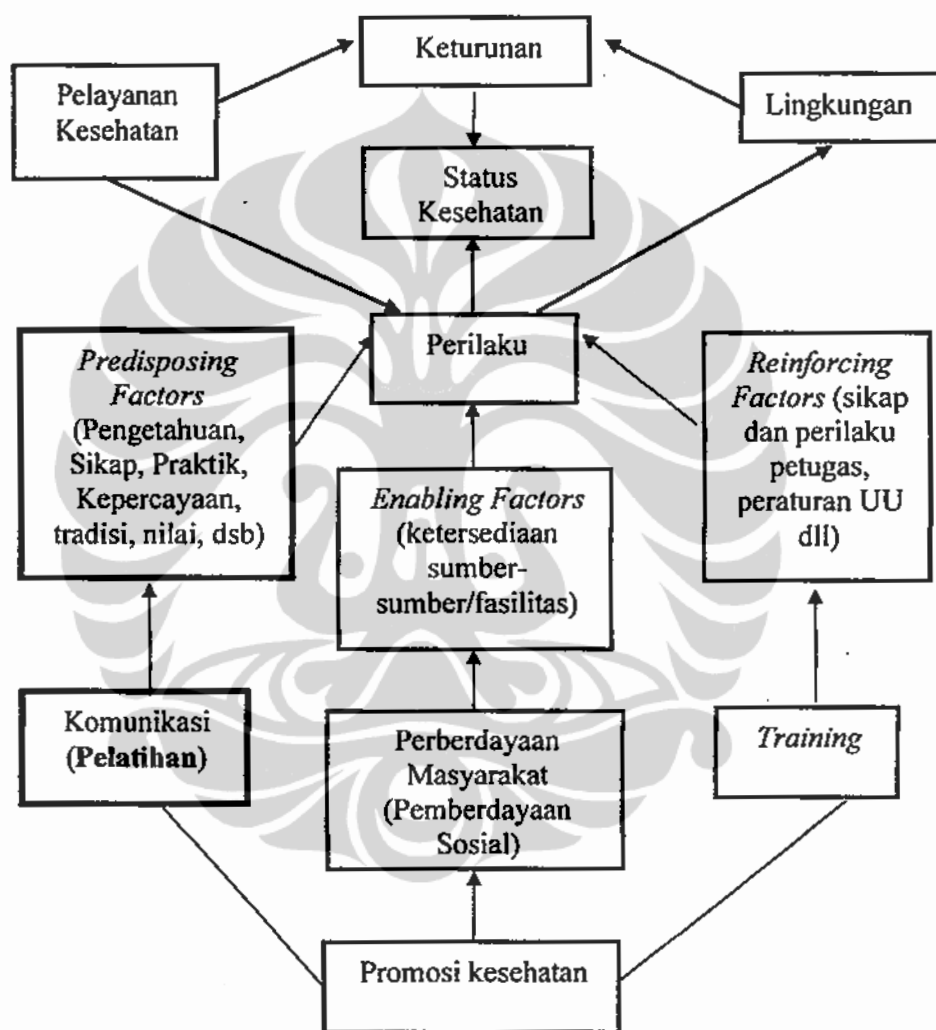 Keturunan
Pelayanan
Kesehatan
Lingkungan
Status
Kesehatan
Perilaku
Predisposing
Factors
(Pengetahuan,
Sikap, Praktik,
Kepercayaan,
tradisi, nilai, dsb)
Enabling Factors
(ketersediaan
sumber-
sumber/fasilitas)
Reinforcing
Factors (sikap
dan perilaku
petugas,
peraturan UU
dll)
Komunikasi
(Pelatihan)
Perberdayaan
Masyarakat
(Pemberdayaan
Sosial)
Training
Promosi kesehatan